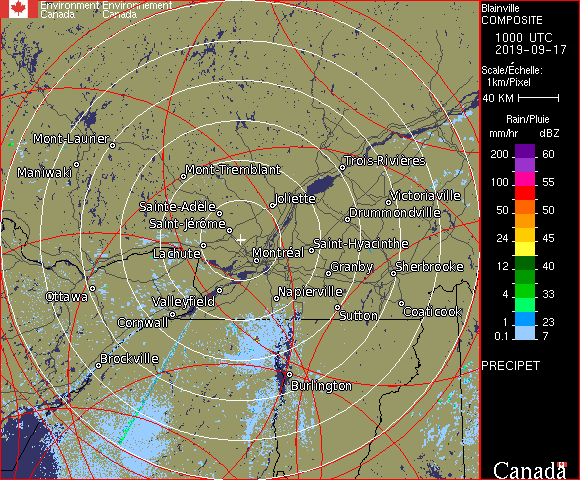 Environment Environnement
Canada Canada
Blainville
COMPOSITE
1000 UTC
2019-09-17
Scale/Échelle:
1km/Pixel
40 KM
Rain/Pluie
mm/hr dBZ
200 60
100 55
50 50
24 45
12 40
4 33
1 23
0.1 7
PRECIPET
Mont-Laurier
Maniwaki
Mont-Tremblant
Trois-Rivières
Joliette
Victoriaville
Sainte-Adèle
Drummondville
Saint-Jérôme
Lachute
Montréal
Saint-Hyacinthe
Granby
Sherbrooke
Ottawa
Valleyfield
Napierville
Cornwall
Sutton
Coaticook
Brockville
Burlington
Canada